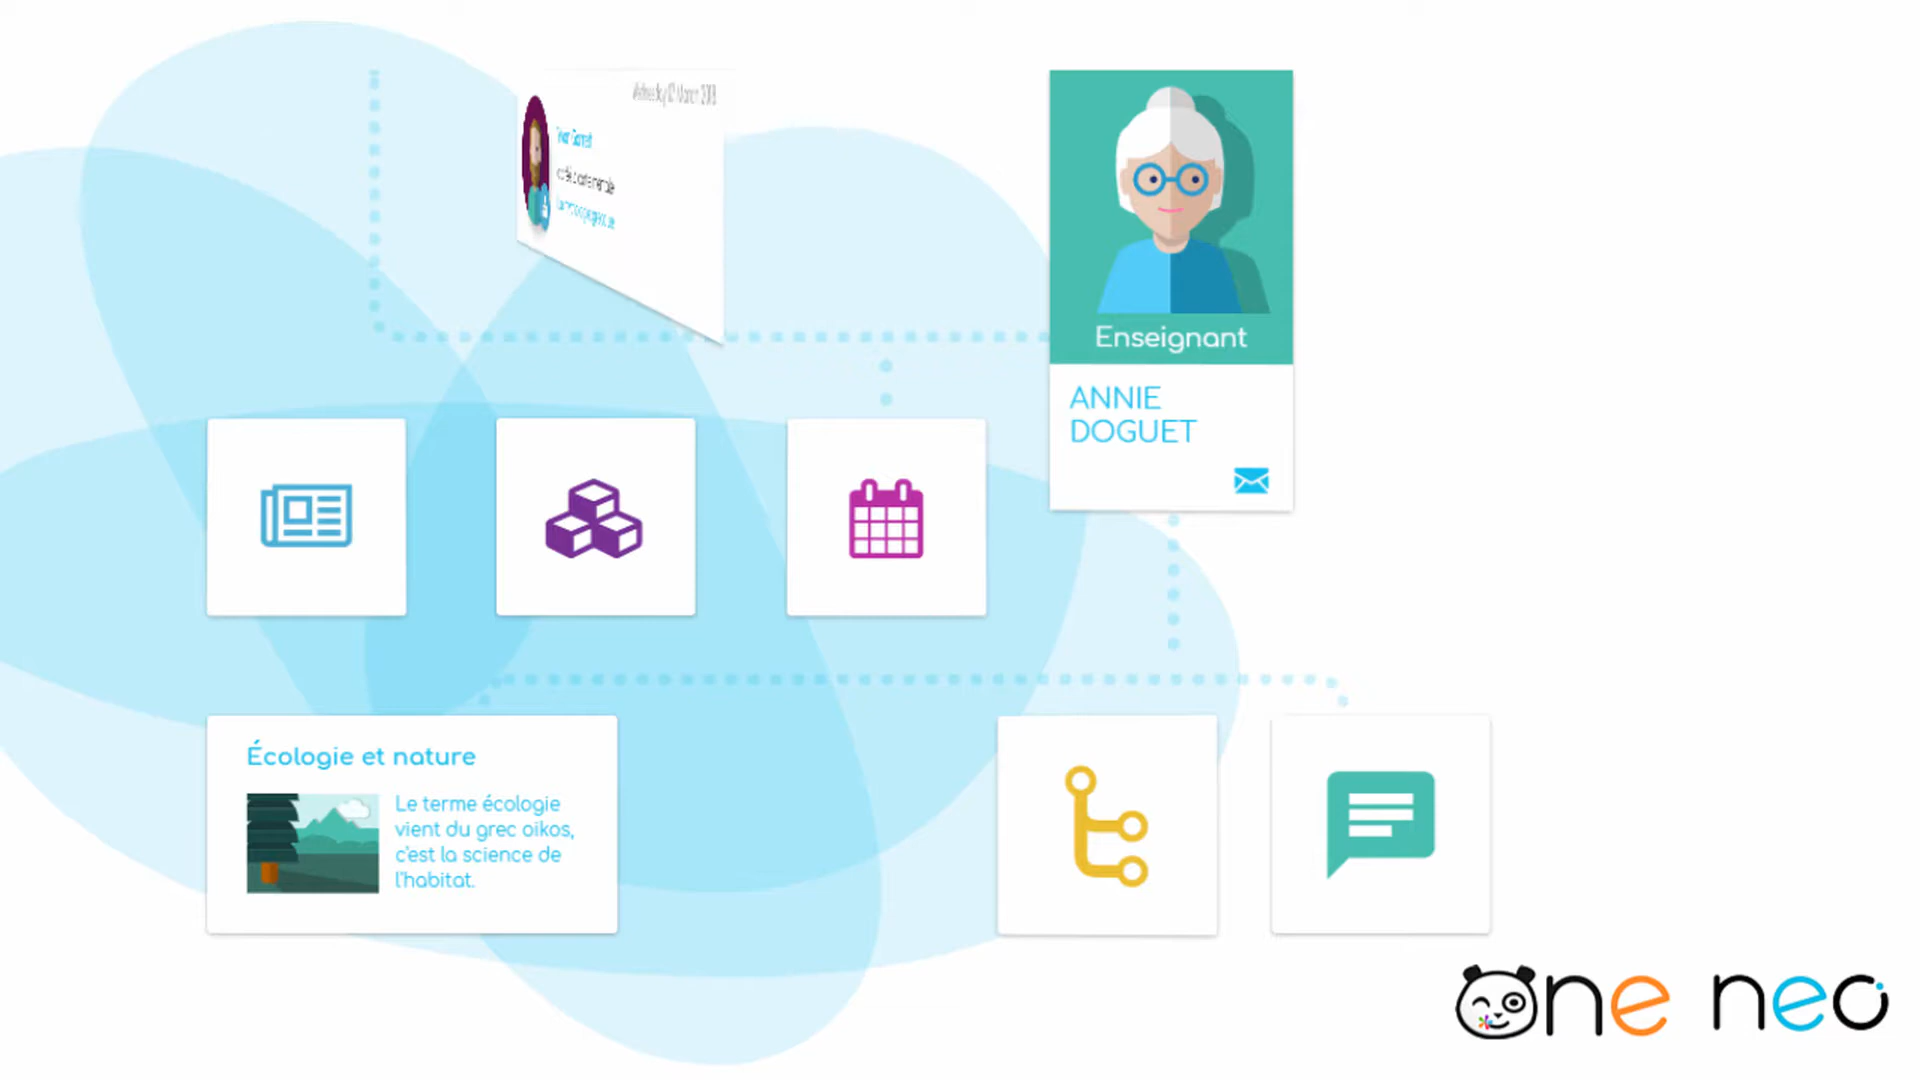 Enseignant
ANNIE
DOGUET
Écologie et nature
Le terme écologie
vient du grec oikos,
c'est la science de
l'habitat.
One neo